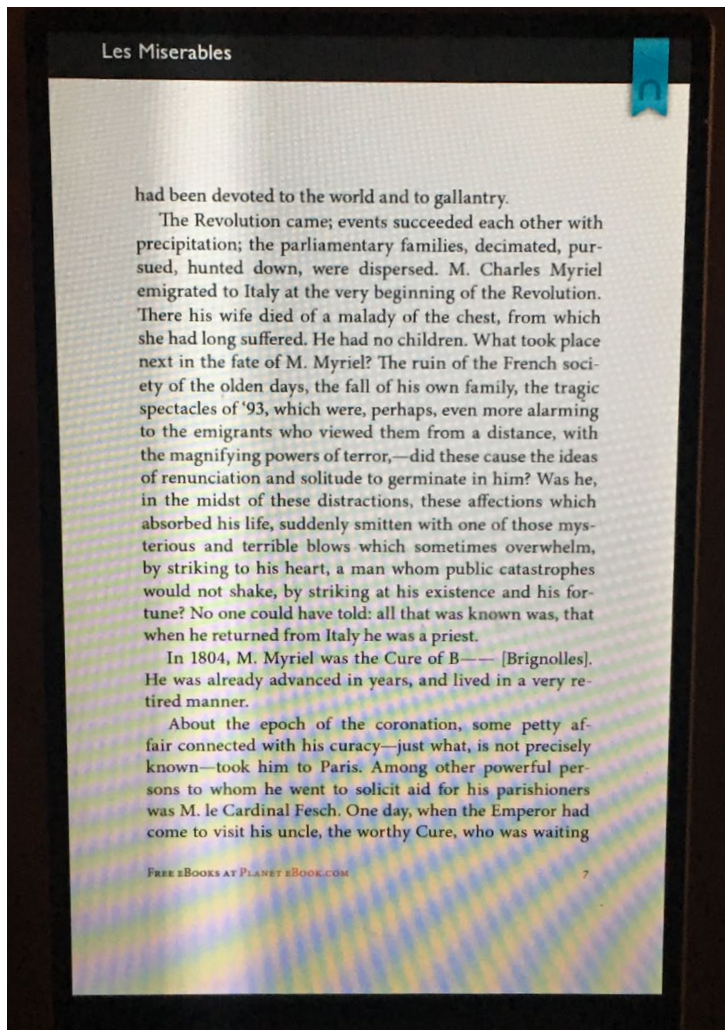 Les Miserables
had been devoted to the world and to gallantry.
The Revolution came; events succeeded each other with
precipitation; the parliamentary families, decimated, pur-
sued, hunted down, were dispersed. M. Charles Myriel
emigrated to Italy at the very beginning of the Revolution.
There his wife died of a malady of the chest, from which
she had long suffered. He had no children. What took place
next in the fate of M. Myriel? The ruin of the French soci-
ety of the olden days, the fall of his own family, the tragic
spectacles of '93, which were, perhaps, even more alarming
to the emigrants who viewed them from a distance, with
the magnifying powers of terror,—did these cause the ideas
of renunciation and solitude to germinate in him? Was he,
in the midst of these distractions, these affections which
absorbed his life, suddenly smitten with one of those mys-
terious and terrible blows which sometimes overwhelm,
by striking to his heart, a man whom public catastrophes
would not shake, by striking at his existence and his for-
tune? No one could have told: all that was known was, that
when he returned from Italy he was a priest.
In 1804, M. Myriel was the Cure of B—— [Brignolles].
He was already advanced in years, and lived in a very re-
tired manner.
About the epoch of the coronation, some petty af-
fair connected with his curacy—just what, is not precisely
known—took him to Paris. Among other powerful per-
sons to whom he went to solicit aid for his parishioners
was M. le Cardinal Fesch. One day, when the Emperor had
come to visit his uncle, the worthy Cure, who was waiting
Free eBooks at Planet eBook.com 7